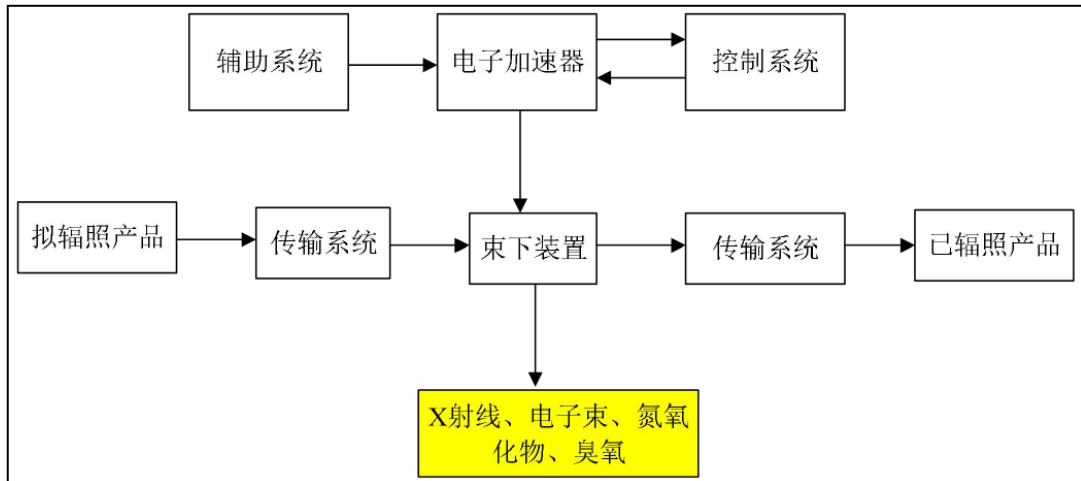 辅助系统
电子加速器
控制系统
拟辐照产品
传输系统
束下装置
传输系统
已辐照产品
X射线、电子束、氮氧
化物、臭氧